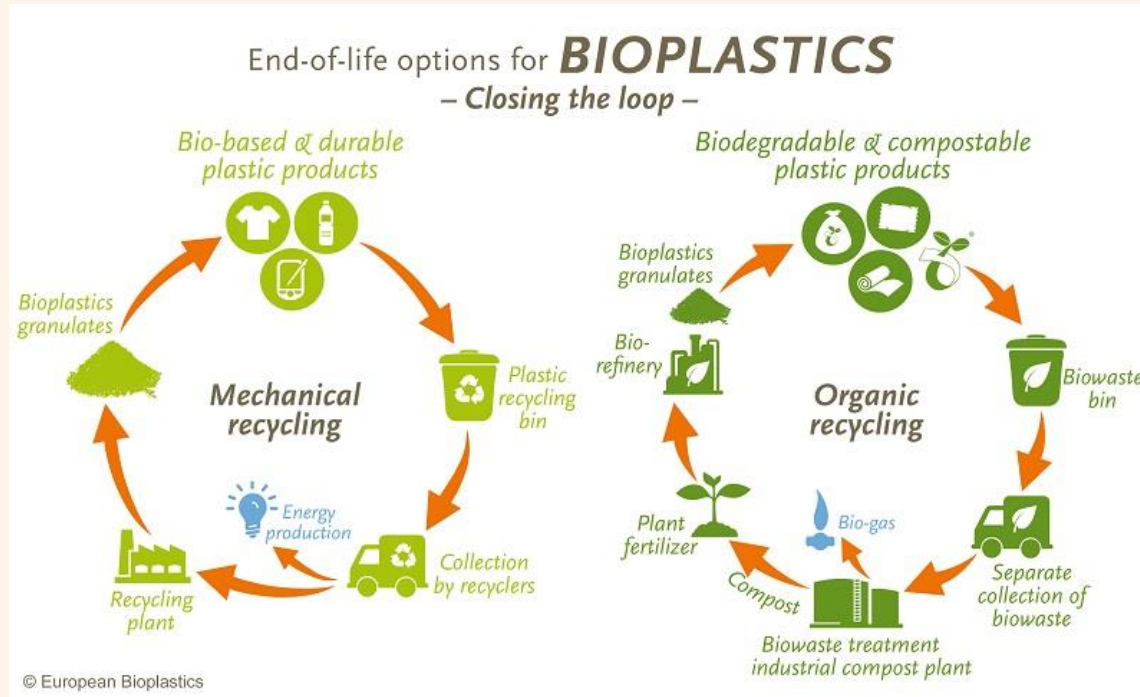 End-of-life options for BIOPLASTICS
– Closing the loop –
Bio-based & durable
plastic products
Bioplastics
granulates
Mechanical
recycling
Plastic
recycling
bin
Energy
production
Collection
by recyclers
Recycling
plant
Biodegradable & compostable
plastic products
Bioplastics
granulates
Bio-
refinery
Organic
recycling
Biowaste
bin
Plant
fertilizer
Bio-gas
Compost
Separate
collection of
biowaste
Biowaste treatment
industrial compost plant
© European Bioplastics